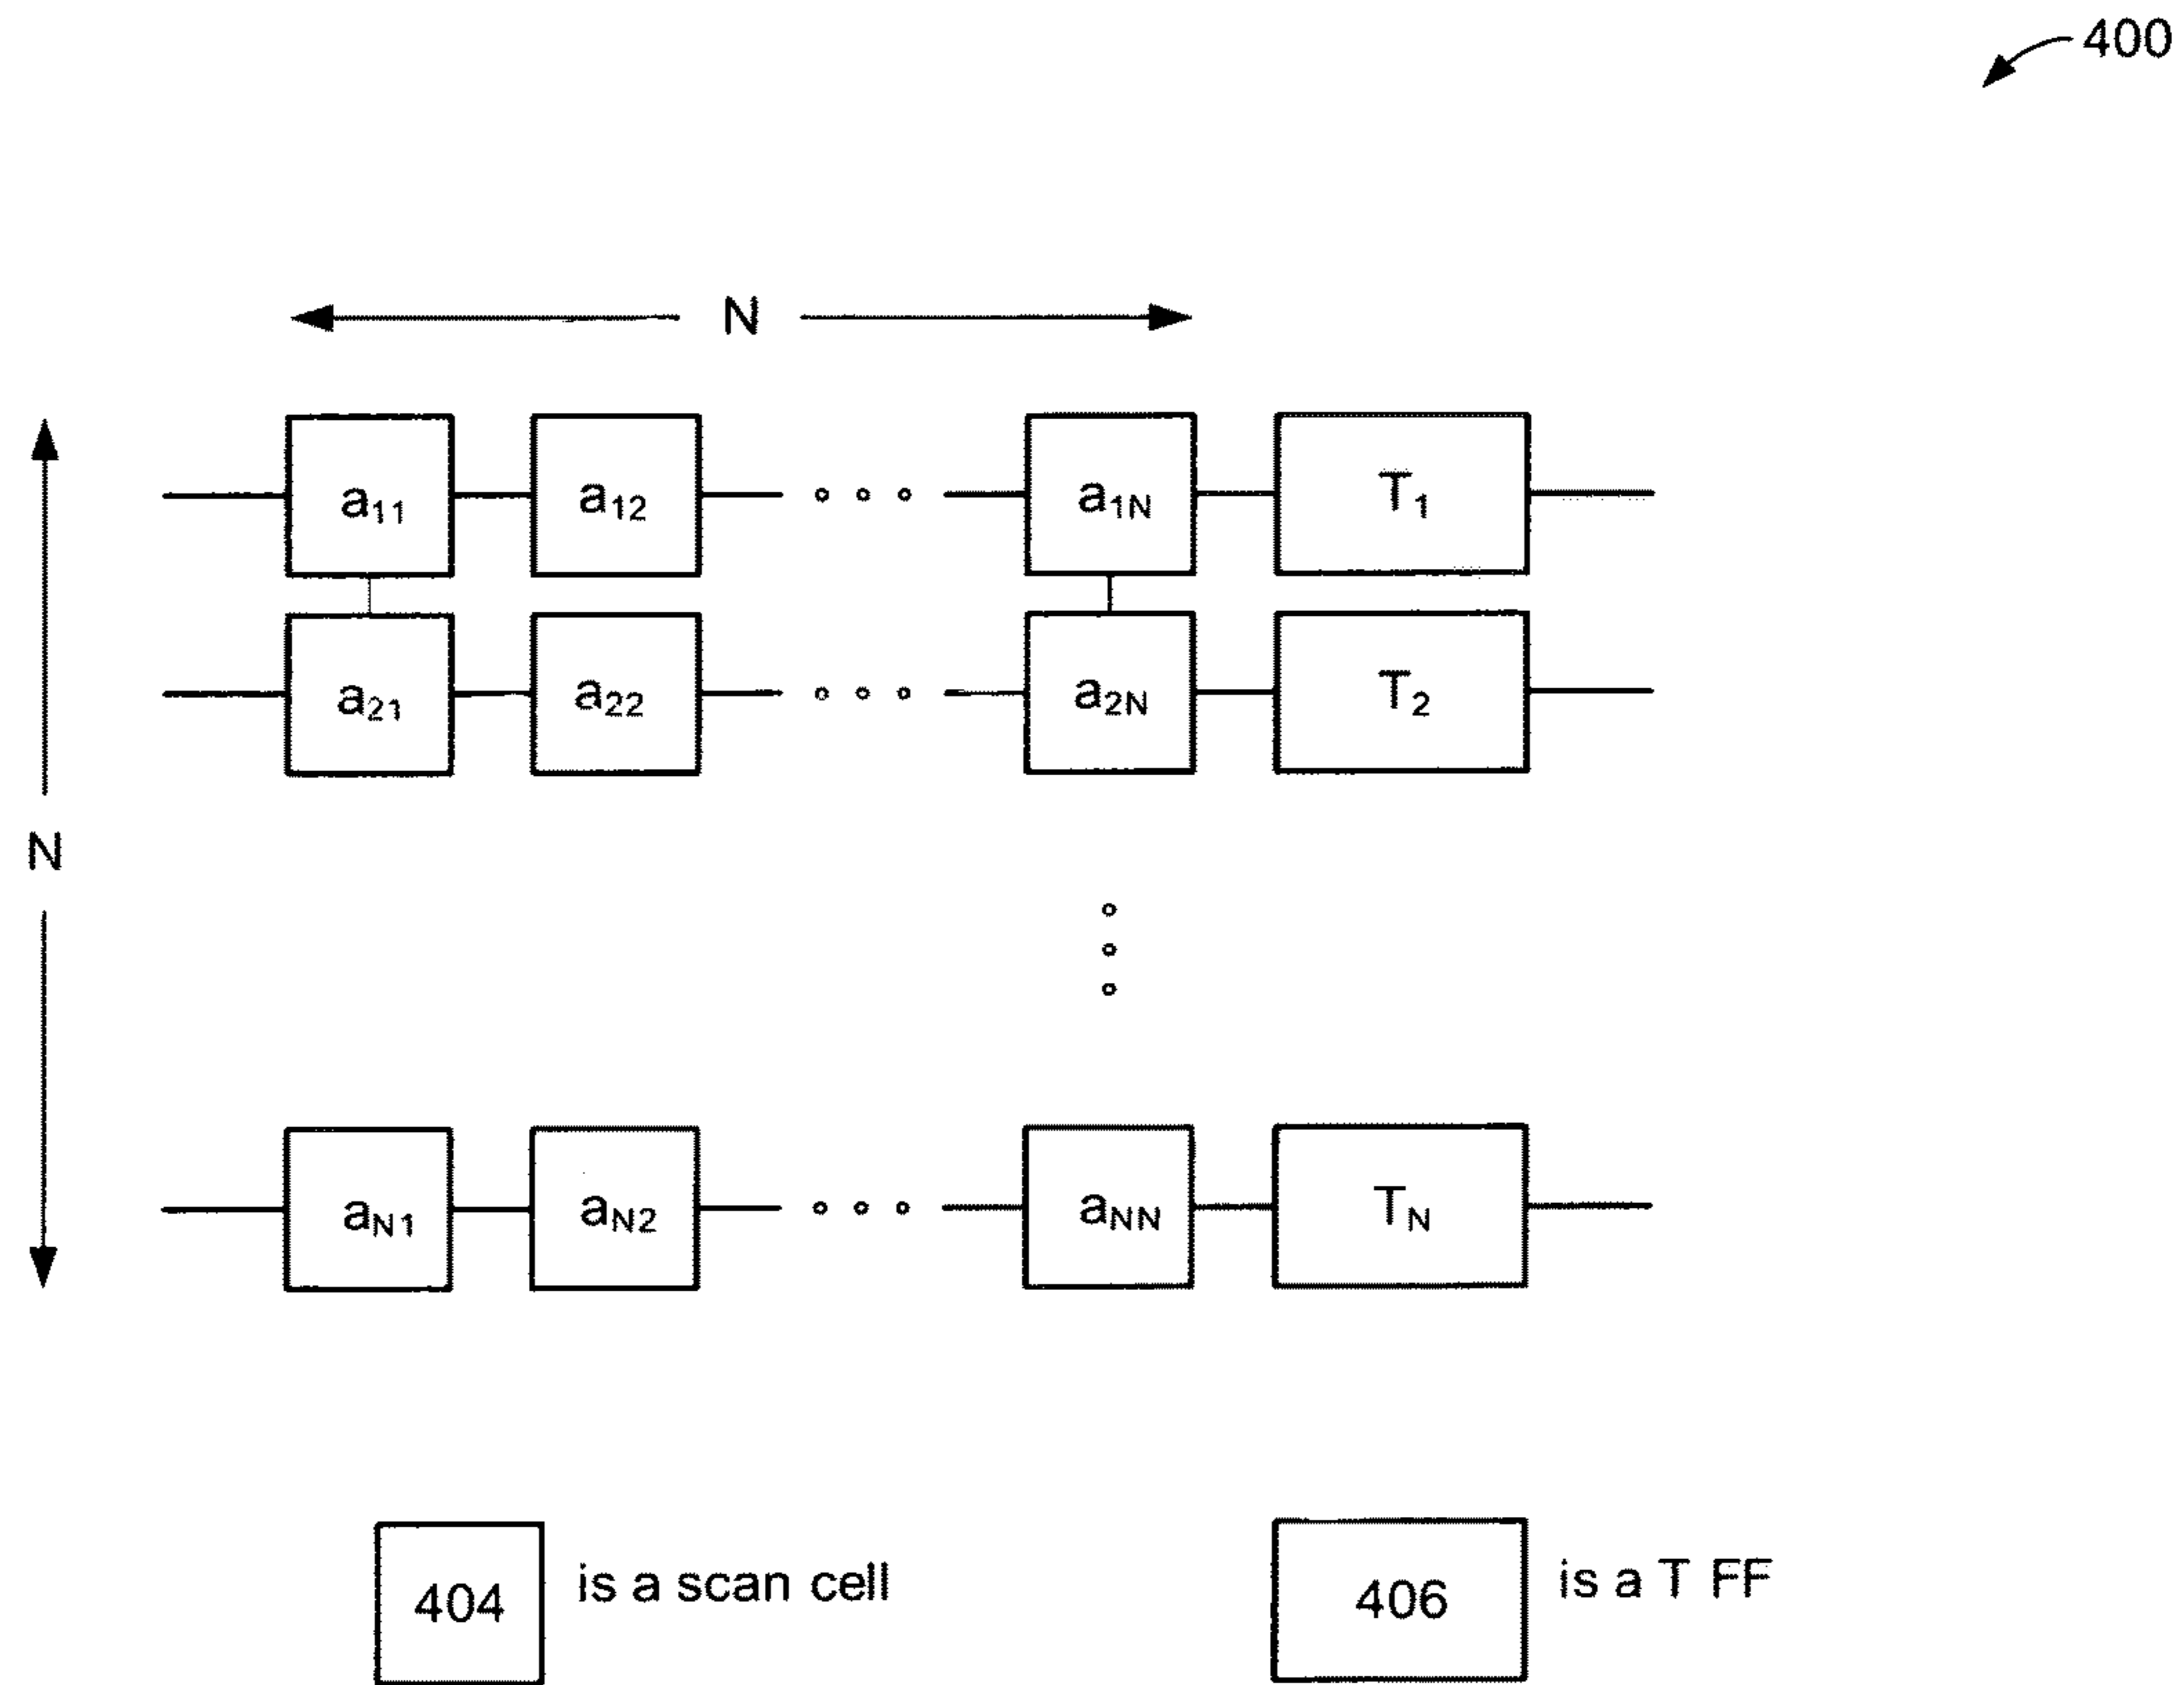 400
N
a11 a12 a1N T1
a21 a22 a2N T2
N
aN1 aN2 aNN TN
404 is a scan cell 406 is a T FF